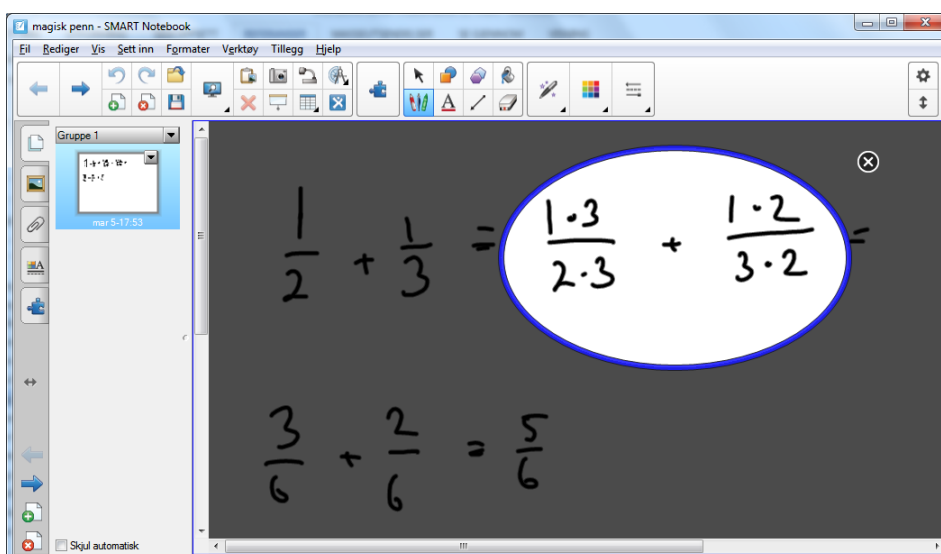 magisk penn - SMART Notebook
Fil Rediger Vis Sett inn Formater Verktøy Tillegg Hjelp
A
Gruppe 1
mar 5-17:53
A
Skjul automatisk
1/2 + 1/3 = 1·3/2·3 + 1·2/3·2 =
3/6 + 2/6 = 5/6